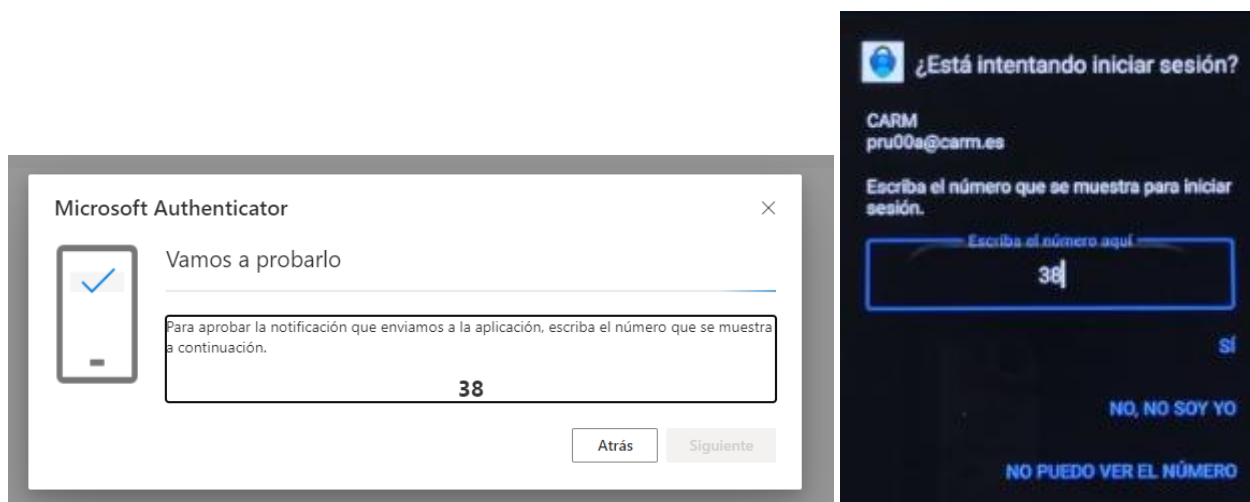 Microsoft Authenticator
Vamos a probarlo
Para aprobar la notificación que enviamos a la aplicación, escriba el número que se muestra
a continuación.
38
Atrás
Siguiente
¿Está intentando iniciar sesión?
CARM
pru00a@carm.es
Escriba el número que se muestra para iniciar
sesión.
Escriba el número aquí
38
SÍ
NO, NO SOY YO
NO PUEDO VER EL NÚMERO